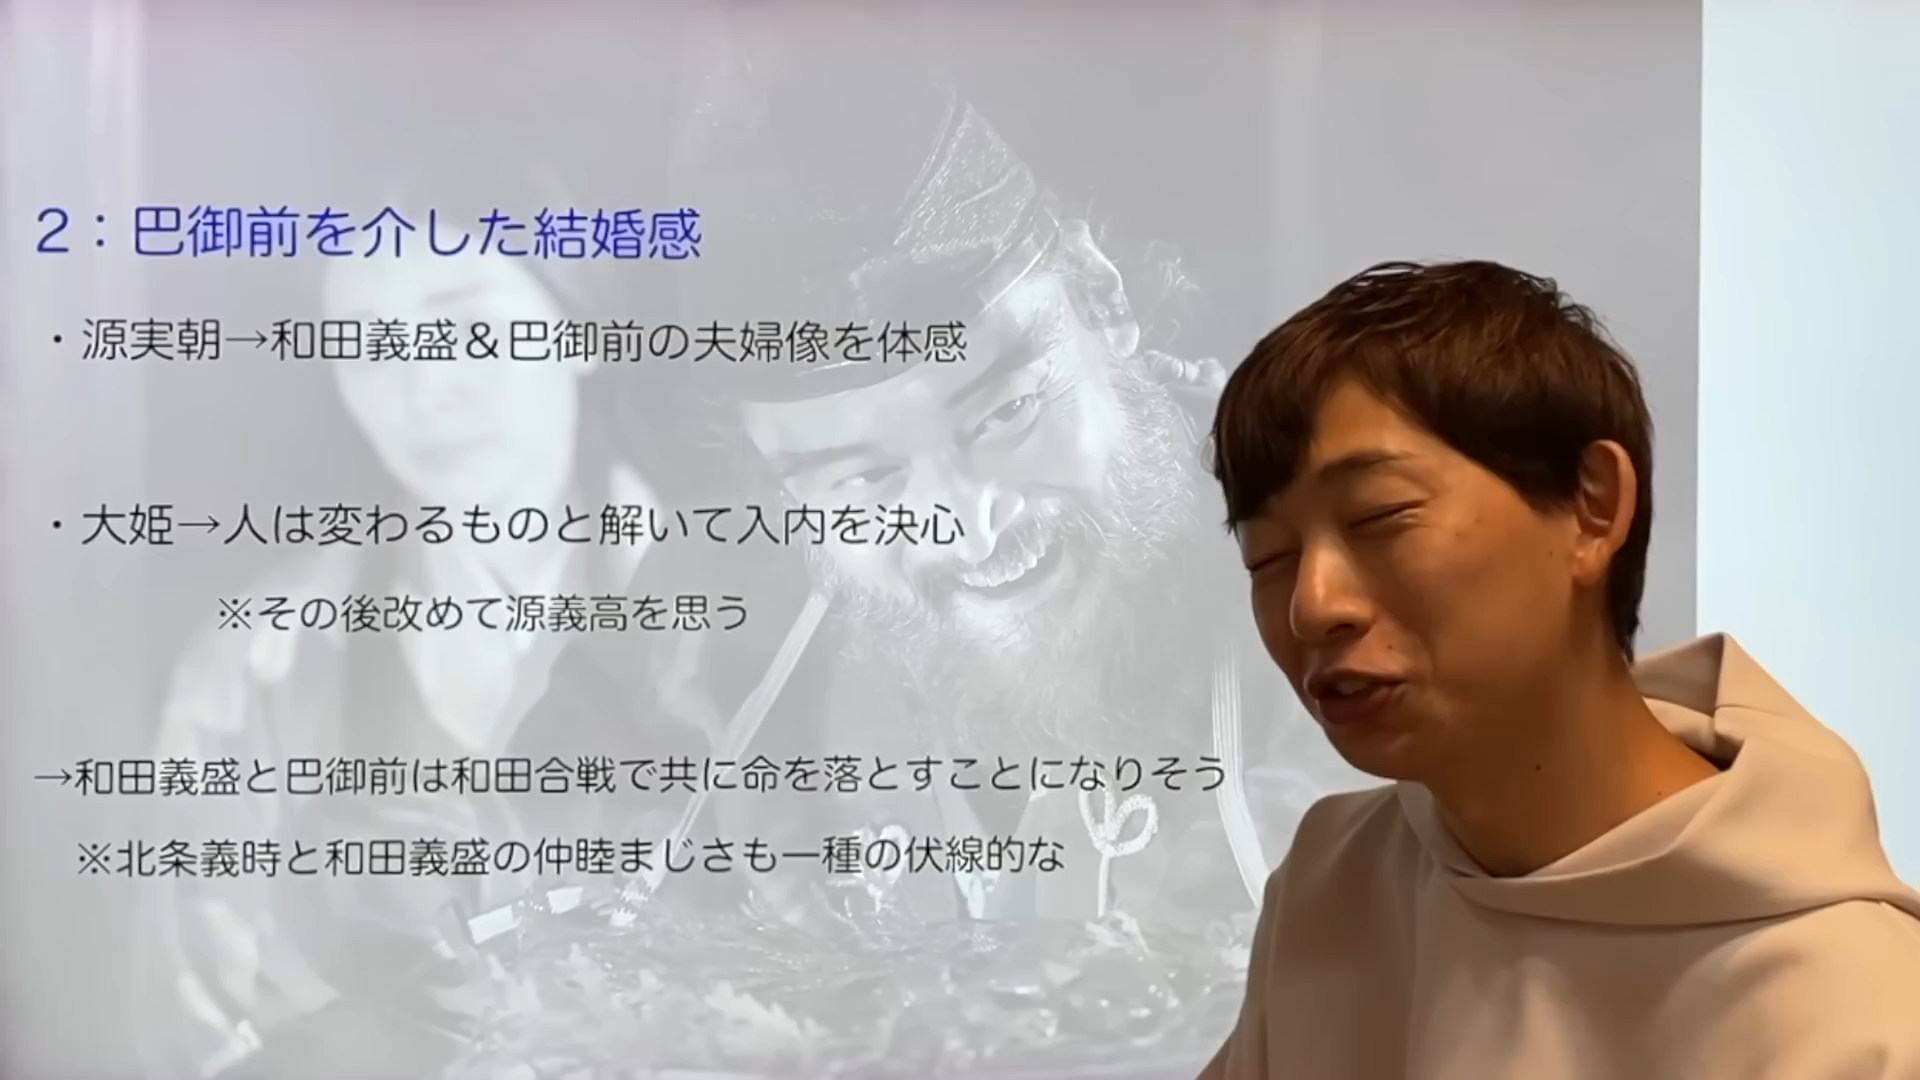 ２：巴御前を介した結婚感
・源実朝→和田義盛＆巴御前の夫婦像を体感
・大姫→人は変わるものと解いて入内を決心
※その後改めて源義高を思う
→和田義盛と巴御前は和田合戦で共に命を落とすことになりそう
※北条義時と和田義盛の仲睦まじさも一種の伏線的な